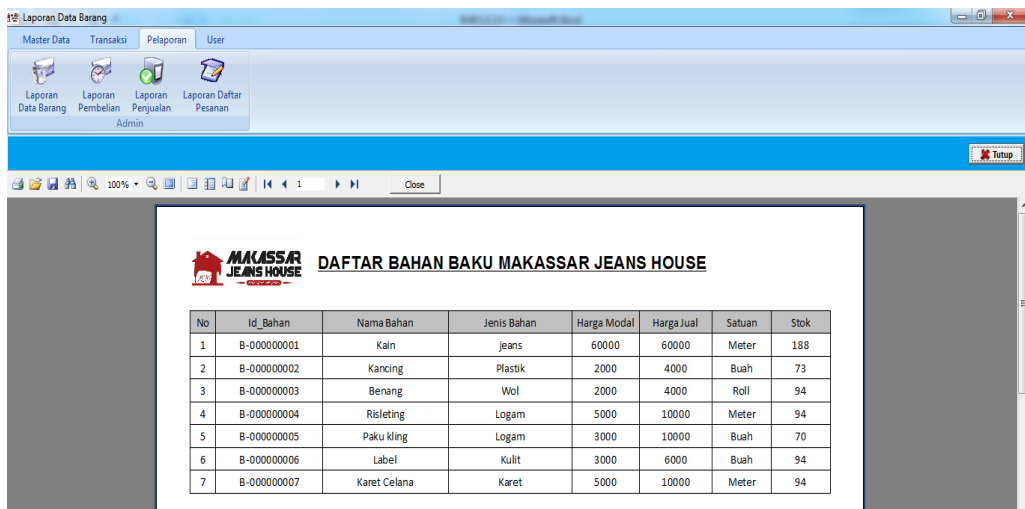 Laporan Data Barang
Master Data Transaksi Pelaporan User
Laporan Data Barang
Laporan Pembelian
Laporan Penjualan
Laporan Daftar Pesanan
Admin
Tutup
100% 1 Close
MAKASSAR
JEANS HOUSE
DAFTAR BAHAN BAKU MAKASSAR JEANS HOUSE
No Id_Bahan Nama Bahan Jenis Bahan Harga Modal Harga Jual Satuan Stok
1 B-000000001 Kain jeans 60000 60000 Meter 188
2 B-000000002 Kancing Plastik 2000 4000 Buah 73
3 B-000000003 Benang Wol 2000 4000 Roll 94
4 B-000000004 Risleting Logam 5000 10000 Meter 94
5 B-000000005 Paku kling Logam 3000 10000 Buah 70
6 B-000000006 Label Kulit 3000 6000 Buah 94
7 B-000000007 Karet Celana Karet 5000 10000 Meter 94